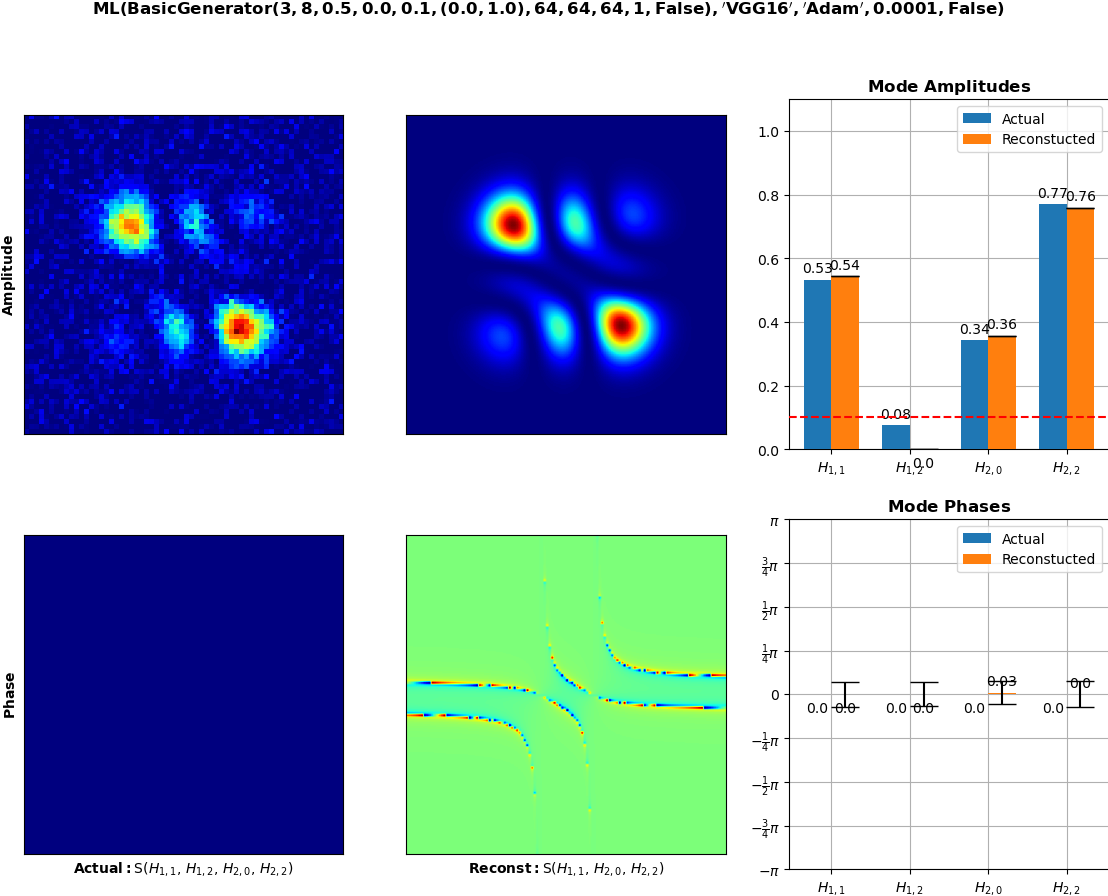 ML(BasicGenerator(3, 8, 0.5, 0.0, 0.1, (0.0, 1.0), 64, 64, 64, 1, False), ′VGG16′, ′Adam′, 0.0001, False)
Amplitude
Mode Amplitudes
Actual
Reconstucted
1.0
0.8
0.6
0.4
0.2
0.0
0.53 0.54
0.08 0.0
0.34 0.36
0.77 0.76
H1,1 H1,2 H2,0 H2,2
Phase
Actual: S(H1,1, H1,2, H2,0, H2,2)
Reconst: S(H1,1, H2,0, H2,2)
Mode Phases
Actual
Reconstucted
π
3/4π
1/2π
1/4π
0
−1/4π
−1/2π
−3/4π
−π
0.0 0.0
0.0 0.0
0.0 0.03
0.0 0.0
H1,1 H1,2 H2,0 H2,2